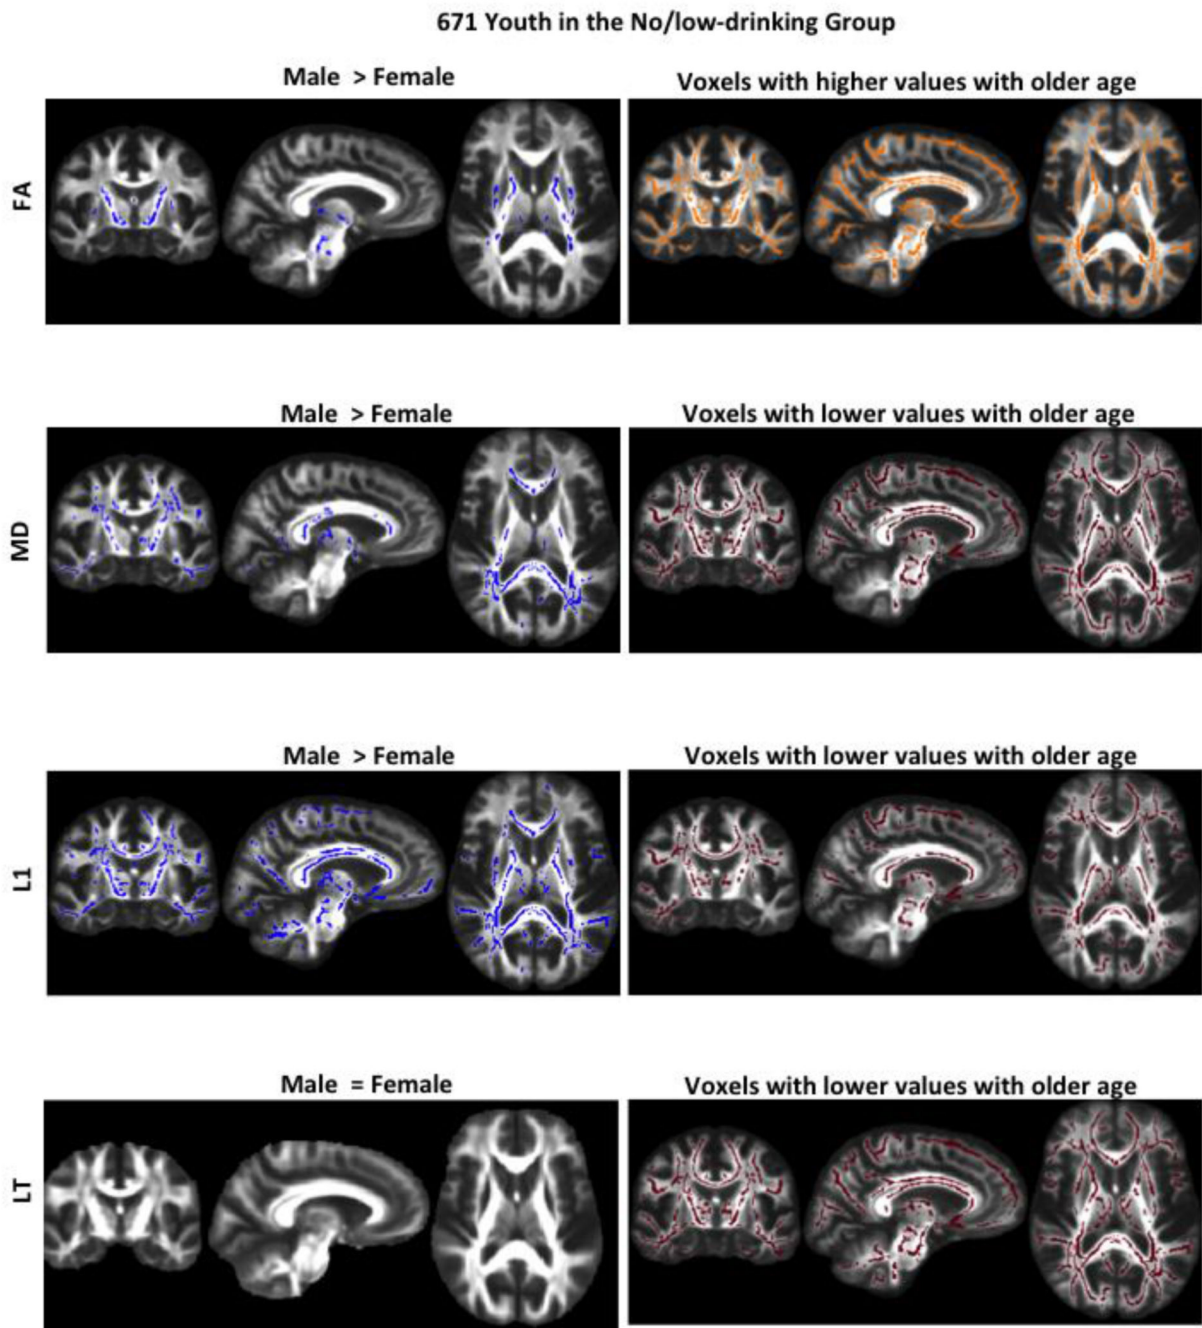 671 Youth in the No/low-drinking Group
Male > Female
Voxels with higher values with older age
FA
Male > Female
Voxels with lower values with older age
MD
Male > Female
Voxels with lower values with older age
L1
Male = Female
Voxels with lower values with older age
LT